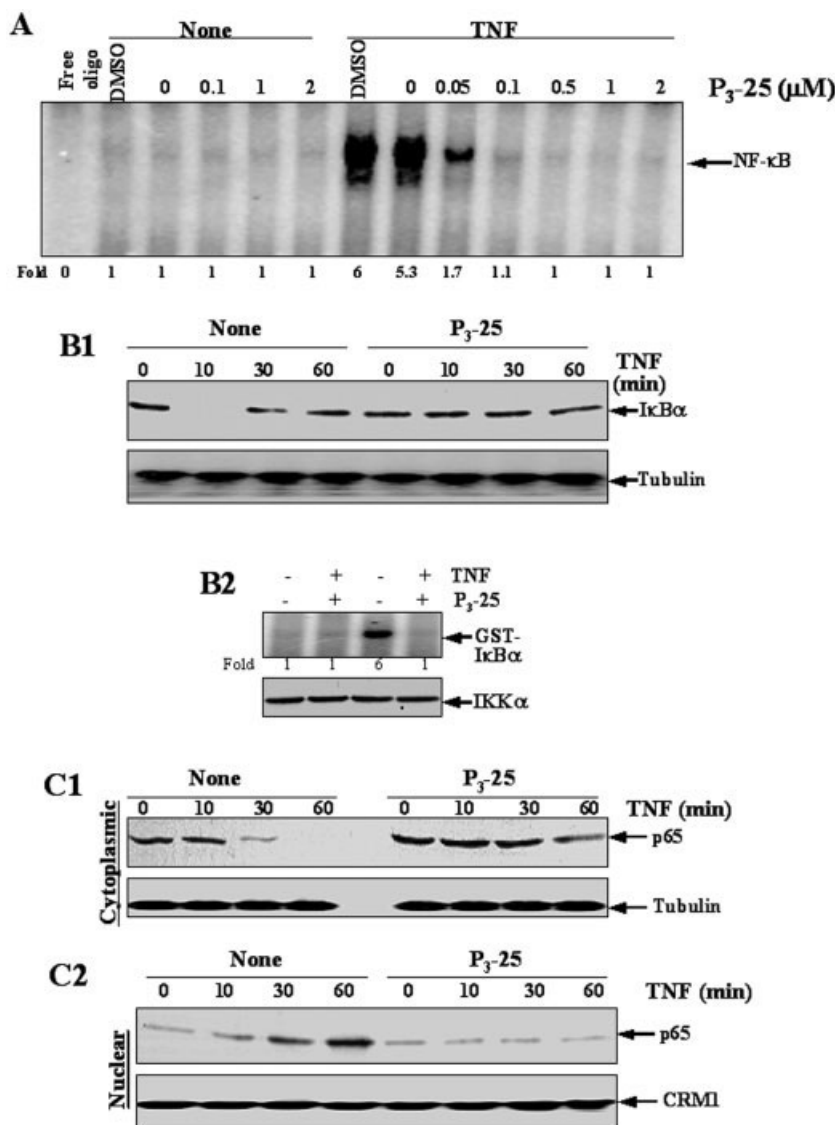 A
None
TNF
Free oligo
DMSO
0 0.1 1 2
DMSO
0 0.05 0.1 0.5 1 2
P3-25 (μM)
NF-κB
Fold 0 1 1 1 1 1 6 5.3 1.7 1.1 1 1 1
B1
None
P3-25
0 10 30 60 0 10 30 60
TNF (min)
IκBα
Tubulin
B2
- + - + TNF
- + - + P3-25
GST-
IκBα
Fold 1 1 6 1
IKKα
C1
None
P3-25
0 10 30 60 0 10 30 60 TNF (min)
Cytoplasmic
p65
Tubulin
C2
None
P3-25
0 10 30 60 0 10 30 60 TNF (min)
Nuclear
p65
CRM1